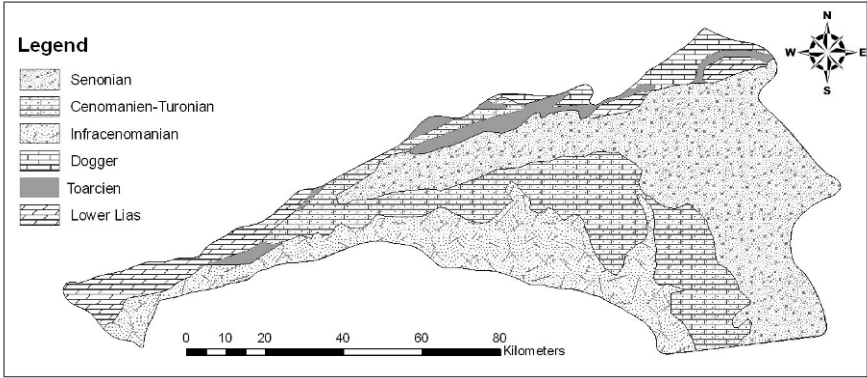 Legend
Senonian
Cenomanien-Turonian
Infracenomanian
Dogger
Toarcien
Lower Lias
N
W E
S
0 10 20 40 60 80
Kilometers